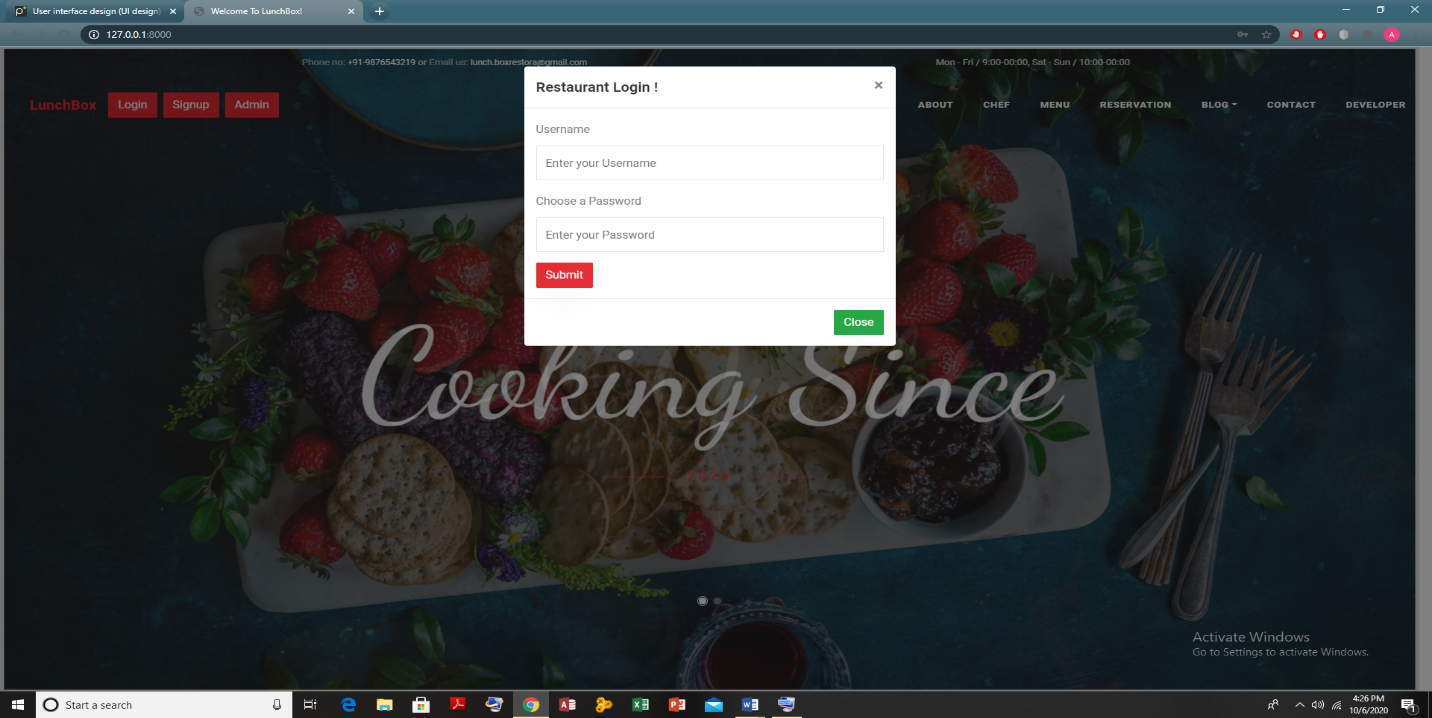 User interface design (UI design)
Welcome To LunchBox!
127.0.0.1:8000
A
Phone no: +91-9876543219 or Email us: lunch.boxrestora@gmail.com
Mon - Fri / 9:00-00:00, Sat - Sun / 10:00-00:00
LunchBox Login Signup Admin
ABOUT CHEF MENU RESERVATION BLOG CONTACT DEVELOPER
Restaurant Login !
×
Username
Enter your Username
Choose a Password
Enter your Password
Submit
Close
Cooking Since
Activate Windows
Go to Settings to activate Windows.
Start a search
4:26 PM
10/6/2020
1